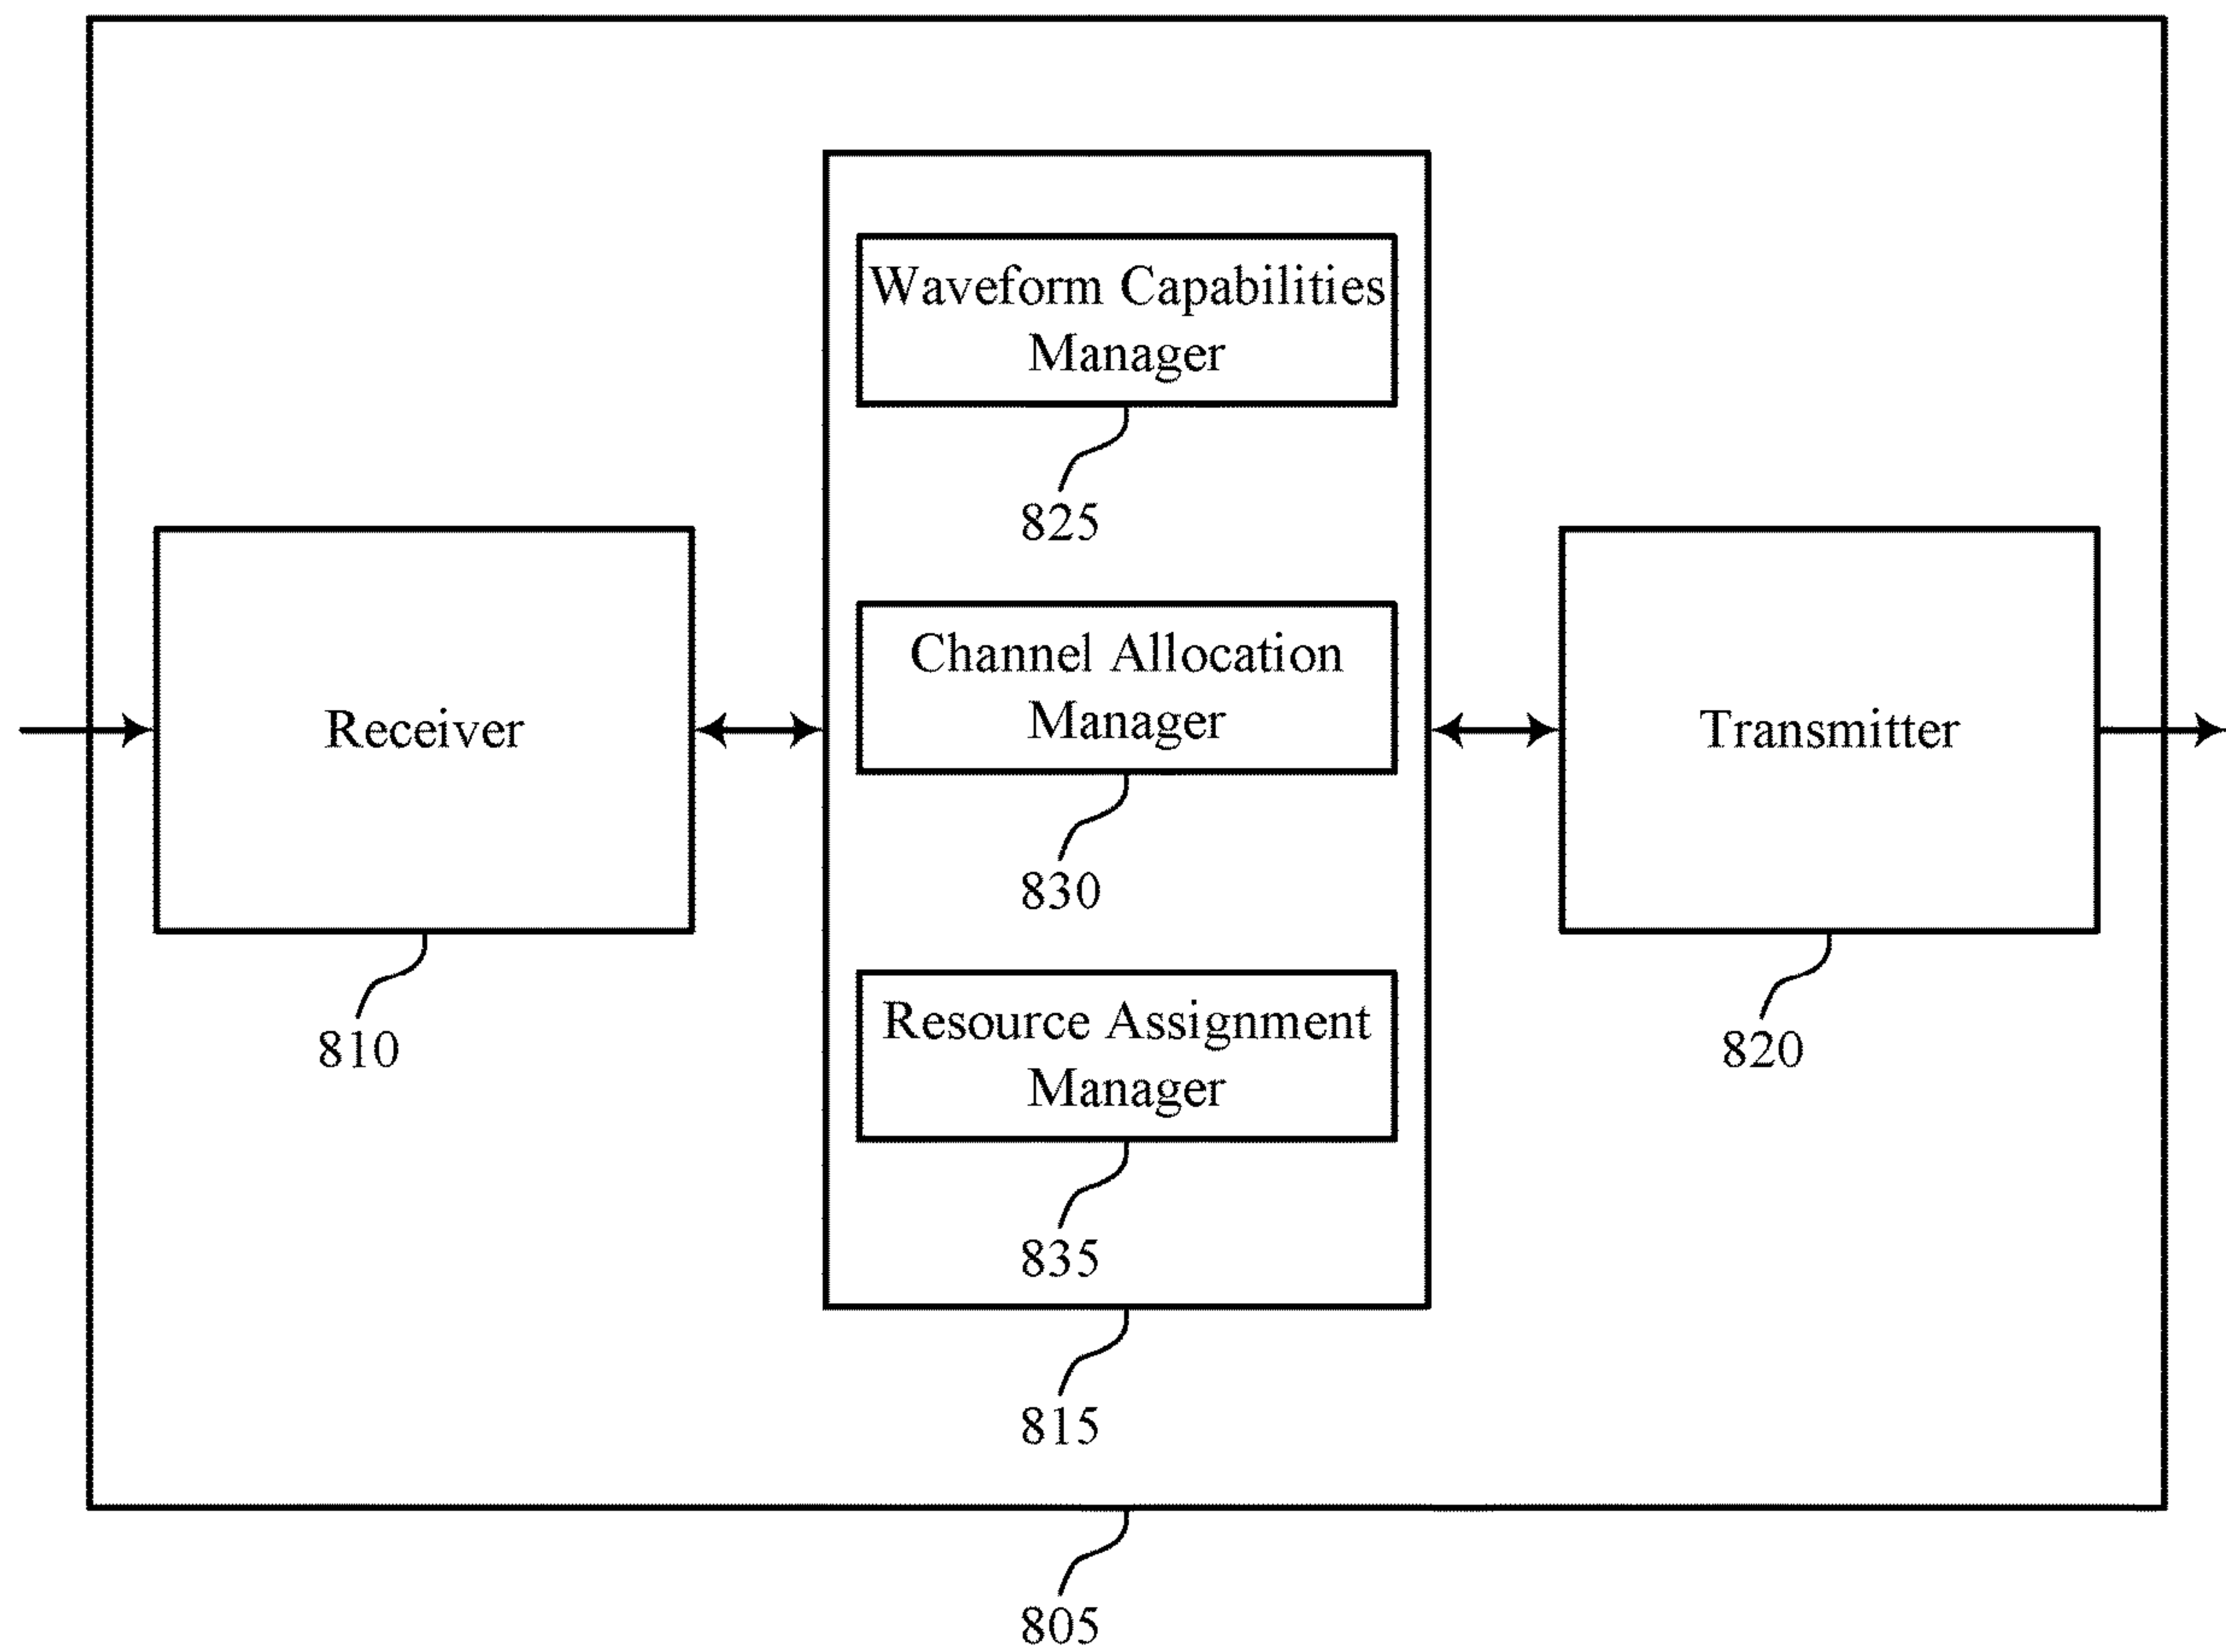 Waveform Capabilities
Manager
825
Receiver
810
Channel Allocation
Manager
830
Transmitter
820
Resource Assignment
Manager
835
815
805